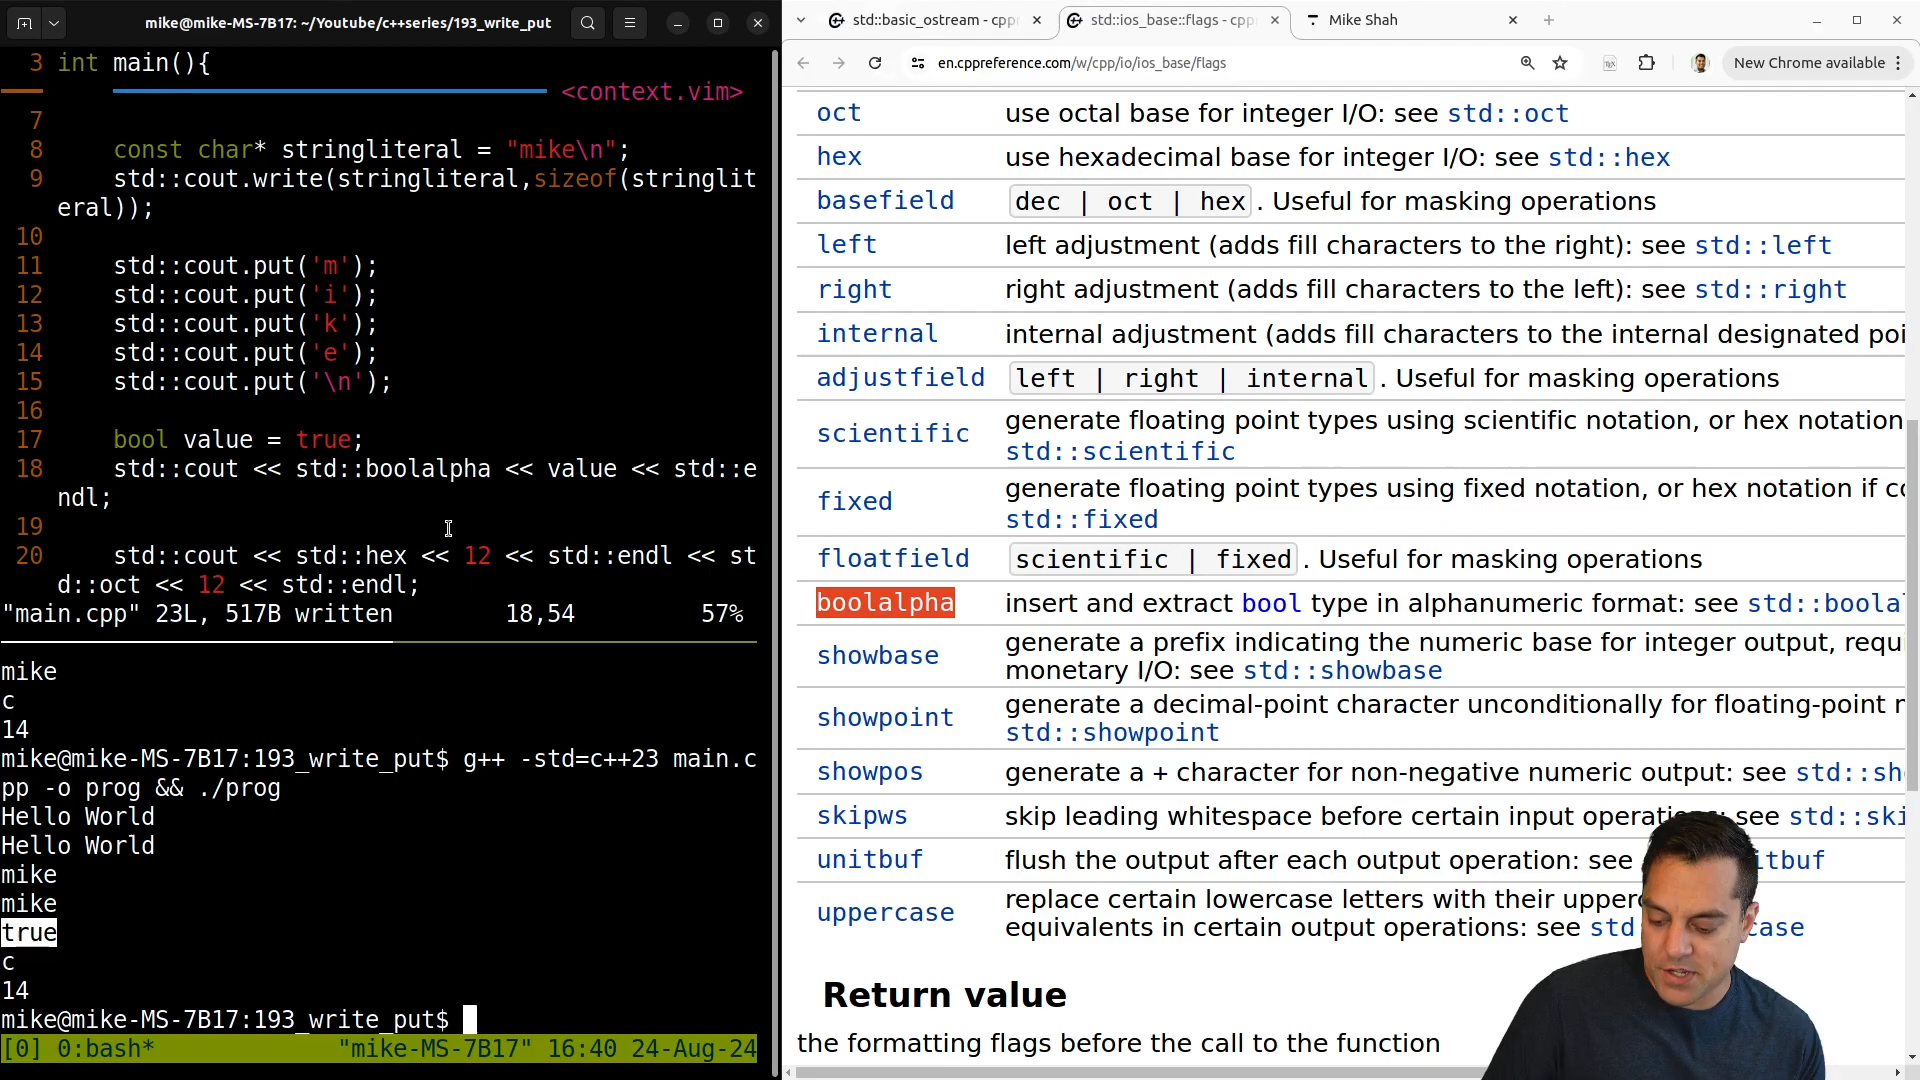 mike@mike-MS-7B17: ~/Youtube/c++series/193_write_put
3 int main(){
<context.vim>
7
8 const char* stringliteral = "mike\n";
9 std::cout.write(stringliteral,sizeof(stringlit
eral));
10
11 std::cout.put('m');
12 std::cout.put('i');
13 std::cout.put('k');
14 std::cout.put('e');
15 std::cout.put('\n');
16
17 bool value = true;
18 std::cout << std::boolalpha << value << std::e
ndl;
19
20 std::cout << std::hex << 12 << std::endl << st
d::oct << 12 << std::endl;
"main.cpp" 23L, 517B written 18,54 57%
mike
c
14
mike@mike-MS-7B17:193_write_put$ g++ -std=c++23 main.c
pp -o prog && ./prog
Hello World
Hello World
mike
mike
true
c
14
mike@mike-MS-7B17:193_write_put$
[0] 0:bash* "mike-MS-7B17" 16:40 24-Aug-24
std::basic_ostream - cpp
std::ios_base::flags - cpp
Mike Shah
en.cppreference.com/w/cpp/io/ios_base/flags
New Chrome available
oct use octal base for integer I/O: see std::oct
hex use hexadecimal base for integer I/O: see std::hex
basefield dec | oct | hex. Useful for masking operations
left left adjustment (adds fill characters to the right): see std::left
right right adjustment (adds fill characters to the left): see std::right
internal internal adjustment (adds fill characters to the internal designated poi
adjustfield left | right | internal. Useful for masking operations
scientific generate floating point types using scientific notation, or hex notation
std::scientific
fixed generate floating point types using fixed notation, or hex notation if co
std::fixed
floatfield scientific | fixed. Useful for masking operations
boolalpha insert and extract bool type in alphanumeric format: see std::boolal
showbase generate a prefix indicating the numeric base for integer output, requi
monetary I/O: see std::showbase
showpoint generate a decimal-point character unconditionally for floating-point
std::showpoint
showpos generate a + character for non-negative numeric output: see std::sh
skipws skip leading whitespace before certain input operations: see std::ski
unitbuf flush the output after each output operation: see itbuf
uppercase replace certain lowercase letters with their upperc
equivalents in certain output operations: see std case
Return value
the formatting flags before the call to the function